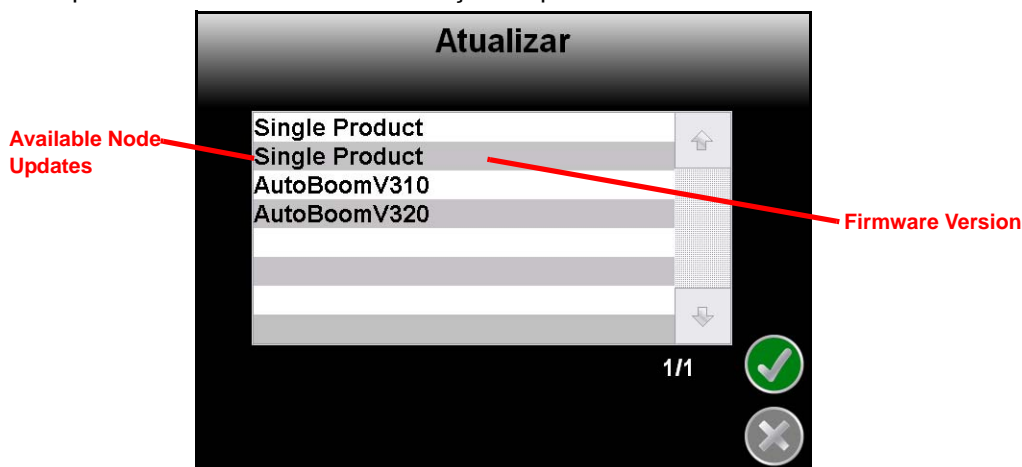 Atualizar
Single Product
Single Product
AutoBoomV310
AutoBoomV320
Available Node
Updates
Firmware Version
1/1